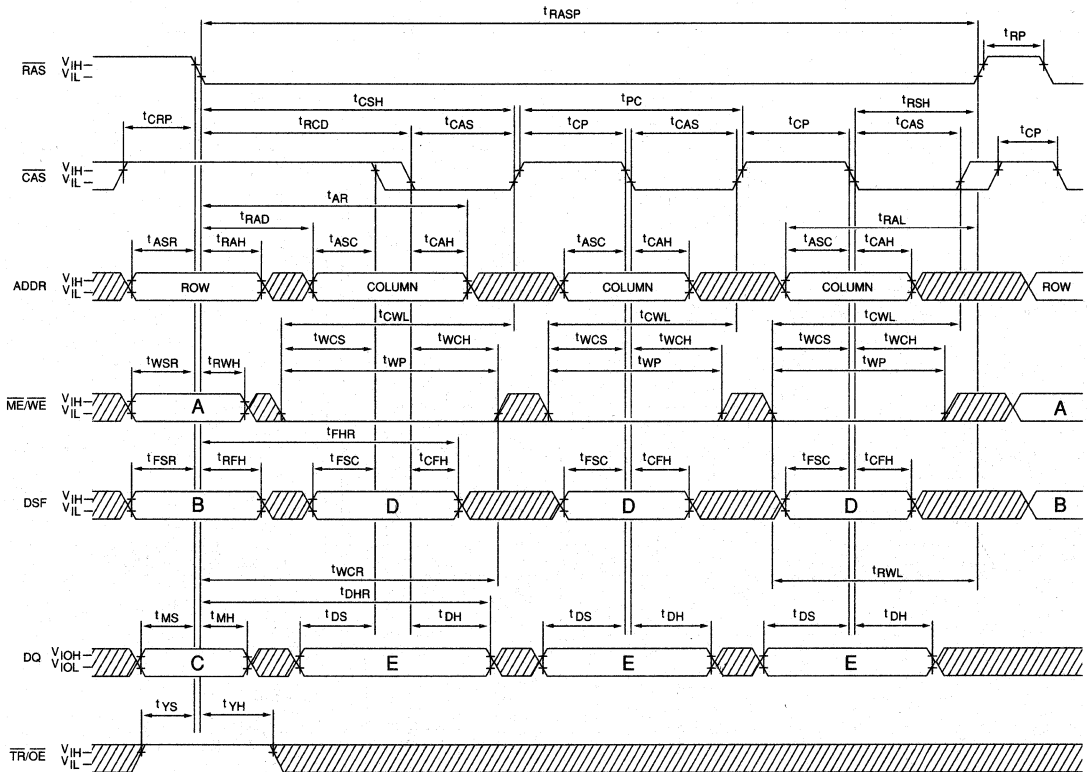 tRASP
tRP
RAS VIH VIL
tCSH tPC tRSH
tCRP tRCD tCAS tCP tCAS tCP tCAS tCP
CAS VIH VIL
tAR
tRAD tRAL
tASR tRAH tASC tCAH tASC tCAH tASC tCAH
ADDR VIH VIL ROW COLUMN COLUMN COLUMN ROW
tCWL tCWL tCWL
tWCS tWCH tWCS tWCH tWCS tWCH
tWSR tRWH tWP tWP tWP
ME/WE VIH VIL A A
tFHR
tFSR tRFH tFSC tCFH tFSC tCFH tFSC tCFH
DSF VIH VIL B D D D B
tWCR tRWL
tDHR
tMS tMH tDS tDH tDS tDH tDS tDH
DQ VIOH VIOL C E E E
tYS tYH
TR/OE VIH VIL